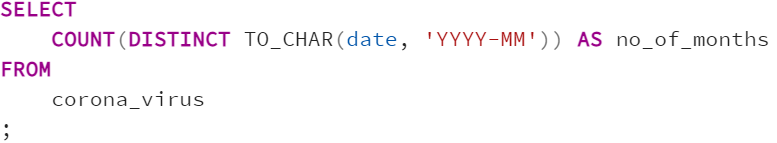 SELECT
    COUNT(DISTINCT TO_CHAR(date, 'YYYY-MM')) AS no_of_months
FROM
    corona_virus
;